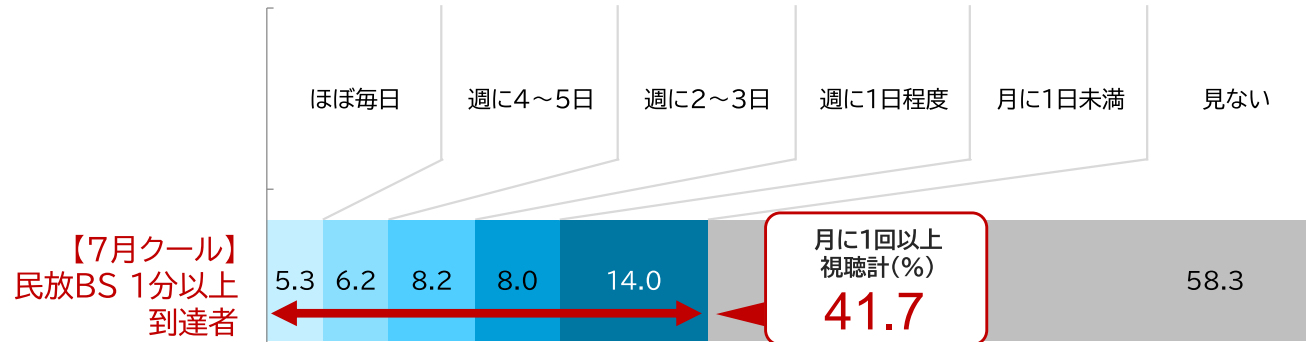 ほぼ毎日
週に4～5日
週に2～3日
週に1日程度
月に1日未満
見ない
【7月クール】
民放BS 1分以上
到達者
5.3
6.2
8.2
8.0
14.0
月に1回以上
視聴計(%)
41.7
58.3